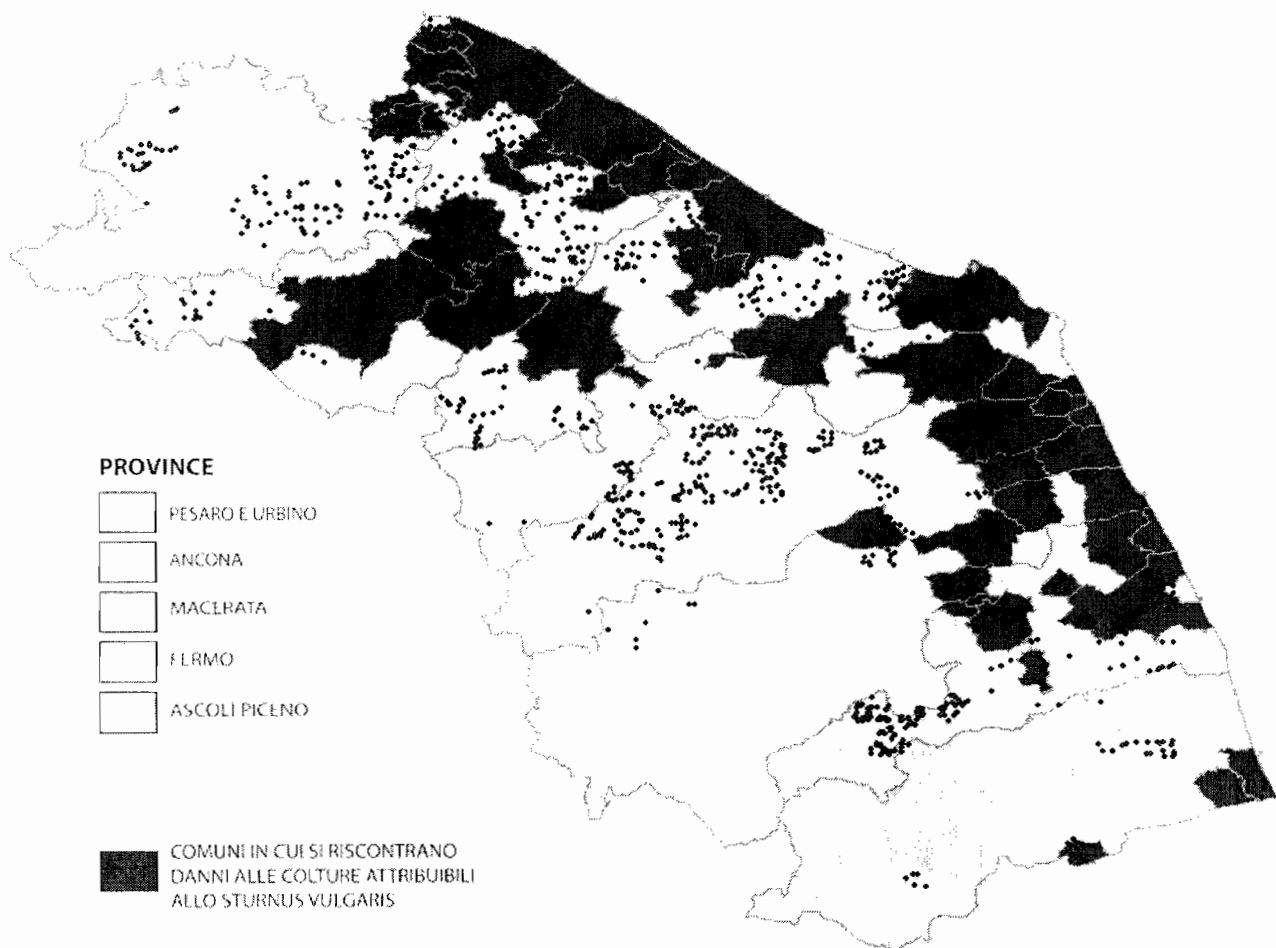 PROVINCE
PESARO E URBINO
ANCONA
MACERATA
FERMO
ASCOLI PICENO
COMUNI IN CUI SI RISCONTRANO
DANNI ALLE COLTURE ATTRIBUIBILI
ALLO STURNUS VULGARIS